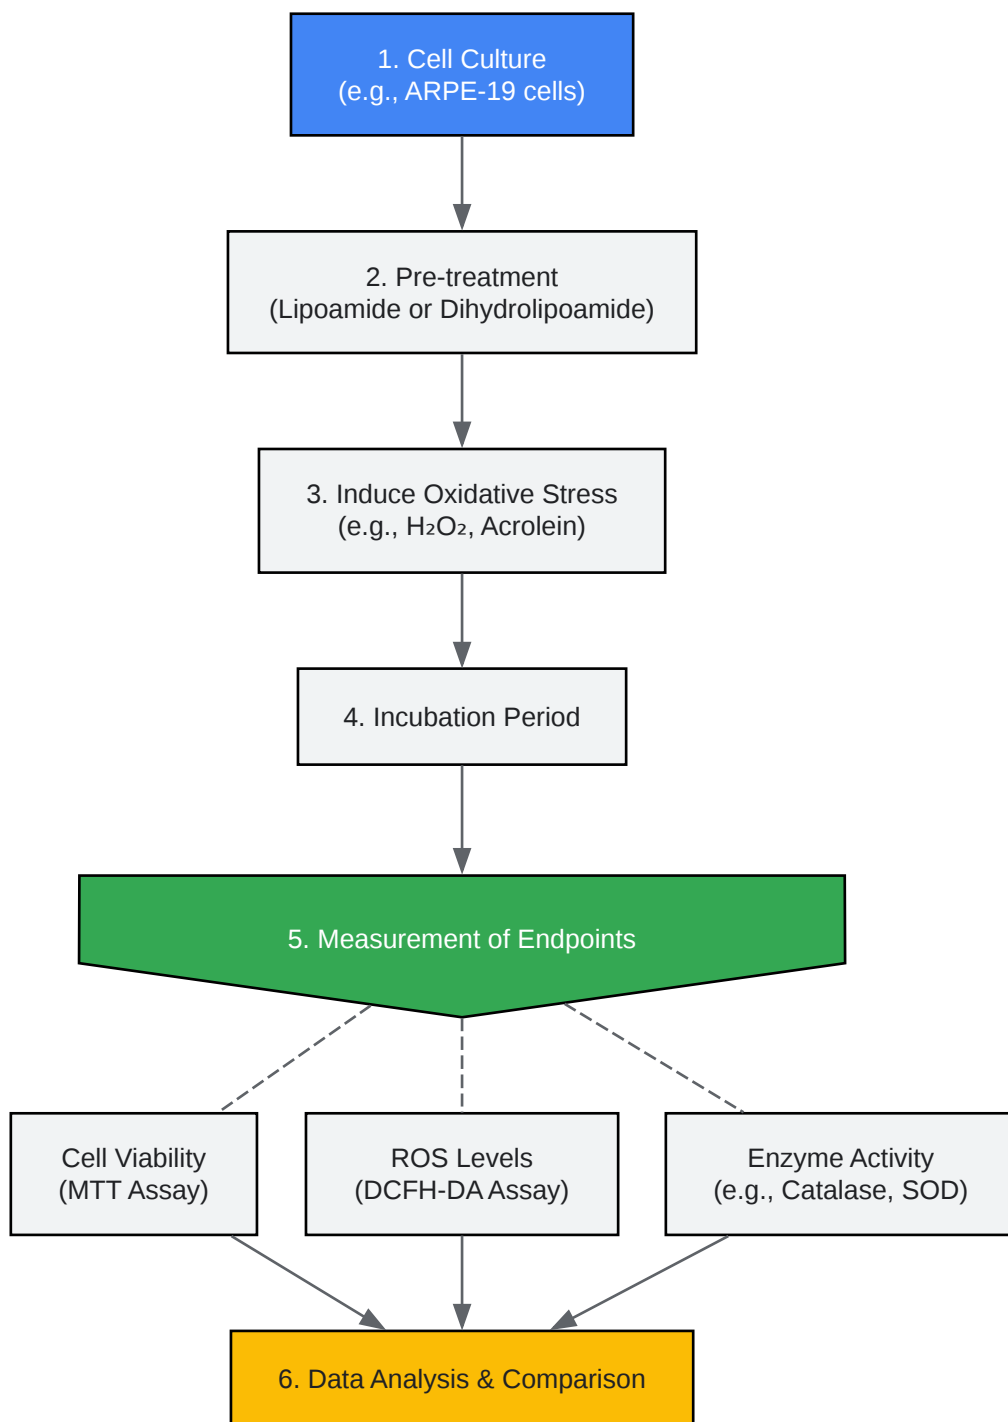 1. Cell Culture
(e.g., ARPE-19 cells)
2. Pre-treatment
(Lipoamide or Dihydrolipoamide)
3. Induce Oxidative Stress
(e.g., H₂O₂, Acrolein)
4. Incubation Period
5. Measurement of Endpoints
Cell Viability
(MTT Assay)
ROS Levels
(DCFH-DA Assay)
Enzyme Activity
(e.g., Catalase, SOD)
6. Data Analysis & Comparison